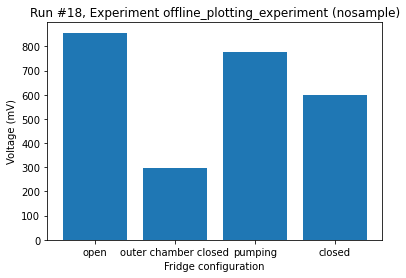 Run #18, Experiment offline_plotting_experiment (nosample)
Voltage (mV)
800
700
600
500
400
300
200
100
0
open outer chamber closed pumping closed
Fridge configuration